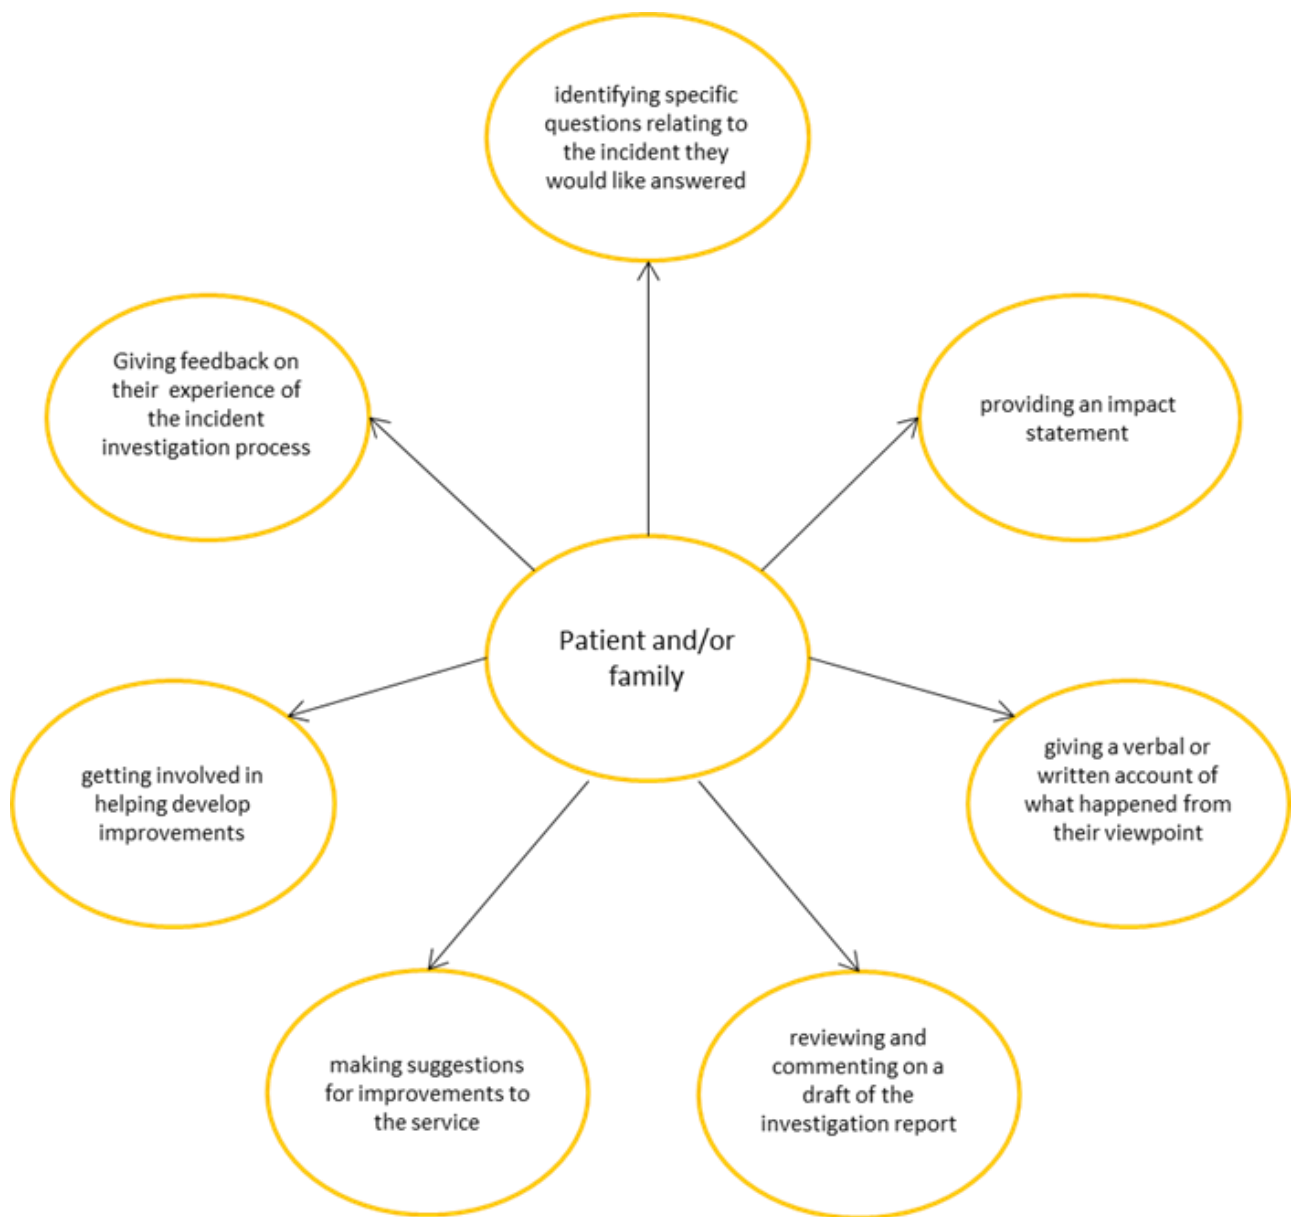 identifying specific
questions relating to
the incident they
would like answered
Giving feedback on
their  experience of
the incident
investigation process
providing an impact
statement
Patient and/or
family
getting involved in
helping develop
improvements
giving a verbal or
written account of
what happened from
their viewpoint
making suggestions
for improvements to
the service
reviewing and
commenting on a
draft of the
investigation report